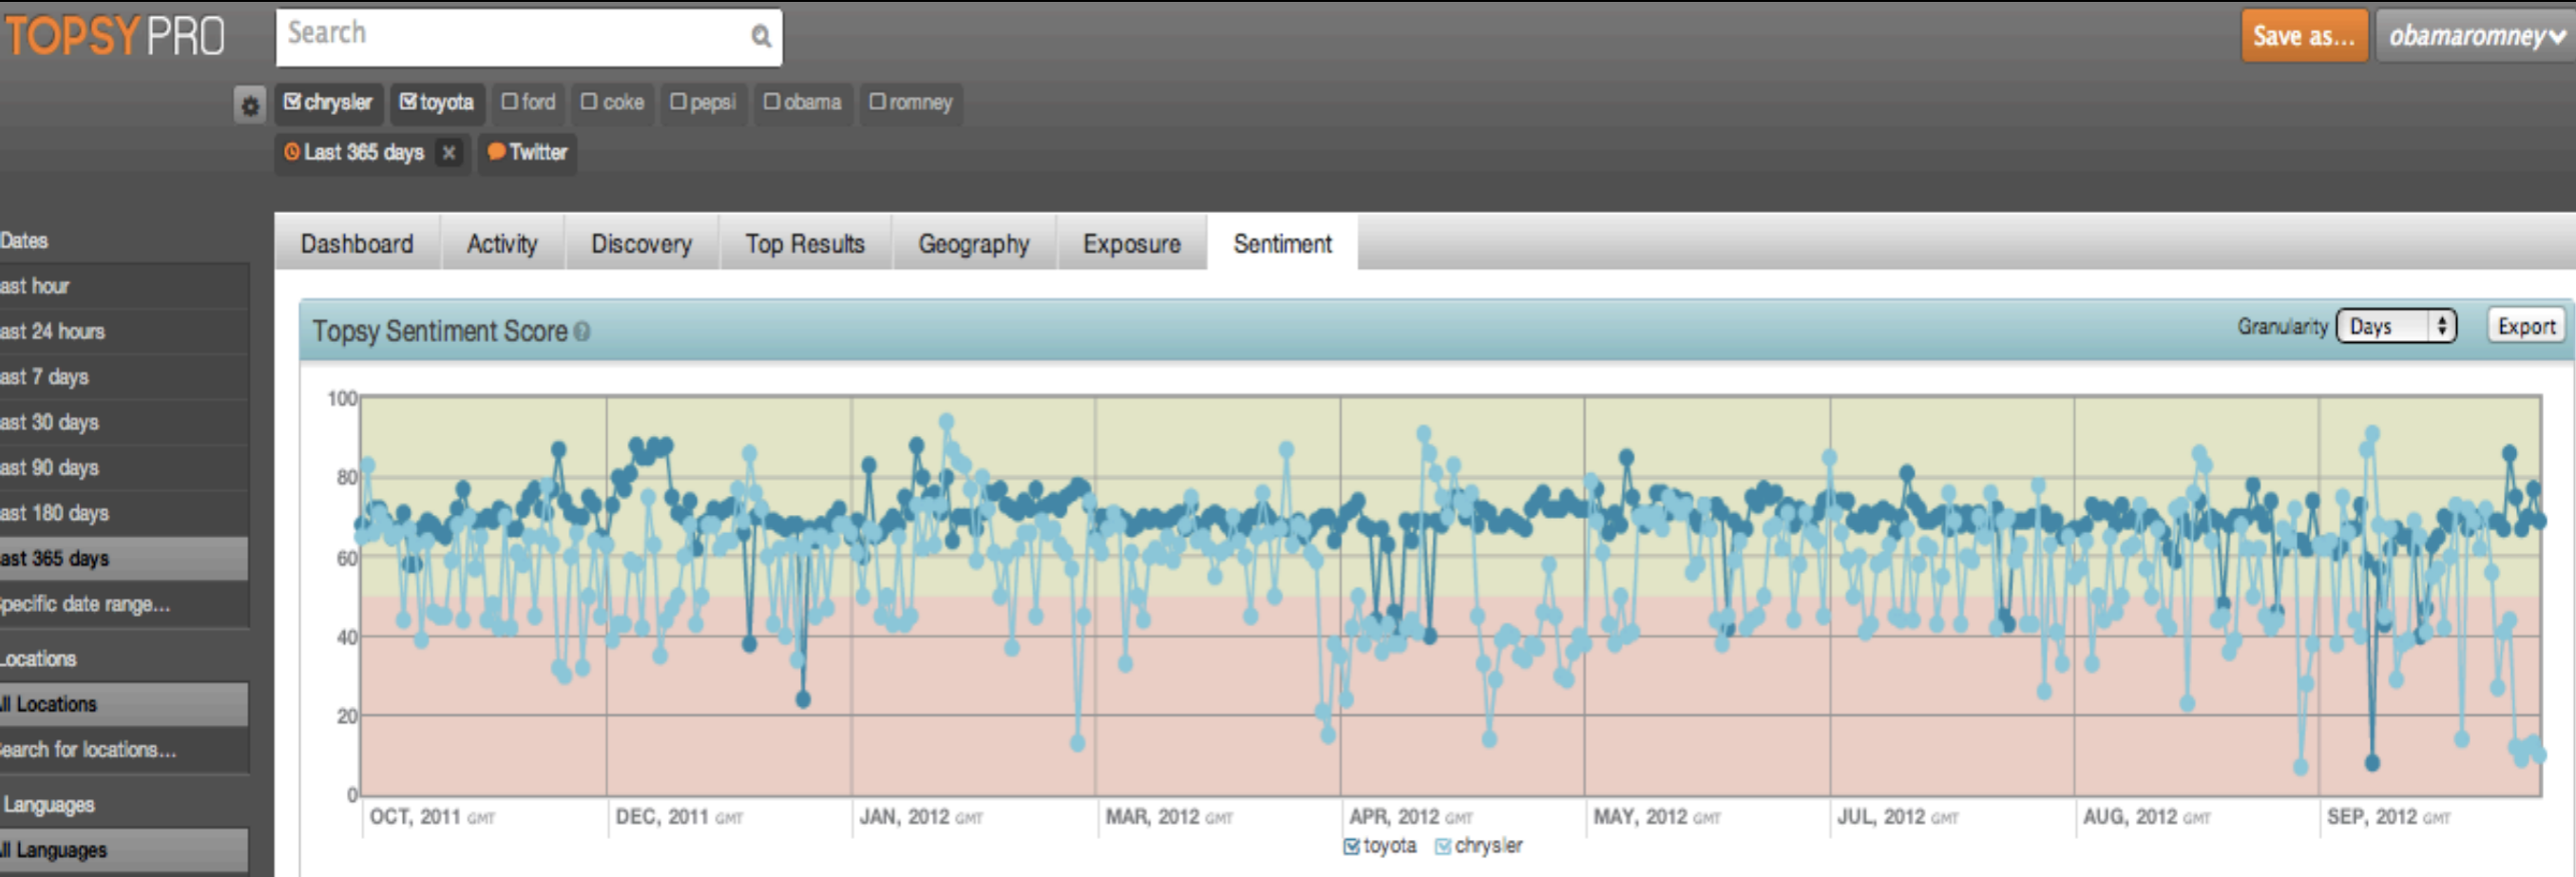 TOPSY PRO
Search
Save as...
obamaromney
chrysler toyota ford coke pepsi obama romney
Last 365 days x Twitter
Dates
ast hour
ast 24 hours
ast 7 days
ast 30 days
ast 90 days
ast 180 days
ast 365 days
pecific date range...
Locations
ll Locations
earch for locations...
Languages
ll Languages
Dashboard Activity Discovery Top Results Geography Exposure Sentiment
Topsy Sentiment Score ?
Granularity Days Export
100
80
60
40
20
0
OCT, 2011 GMT DEC, 2011 GMT JAN, 2012 GMT MAR, 2012 GMT APR, 2012 GMT MAY, 2012 GMT JUL, 2012 GMT AUG, 2012 GMT SEP, 2012 GMT
toyota chrysler